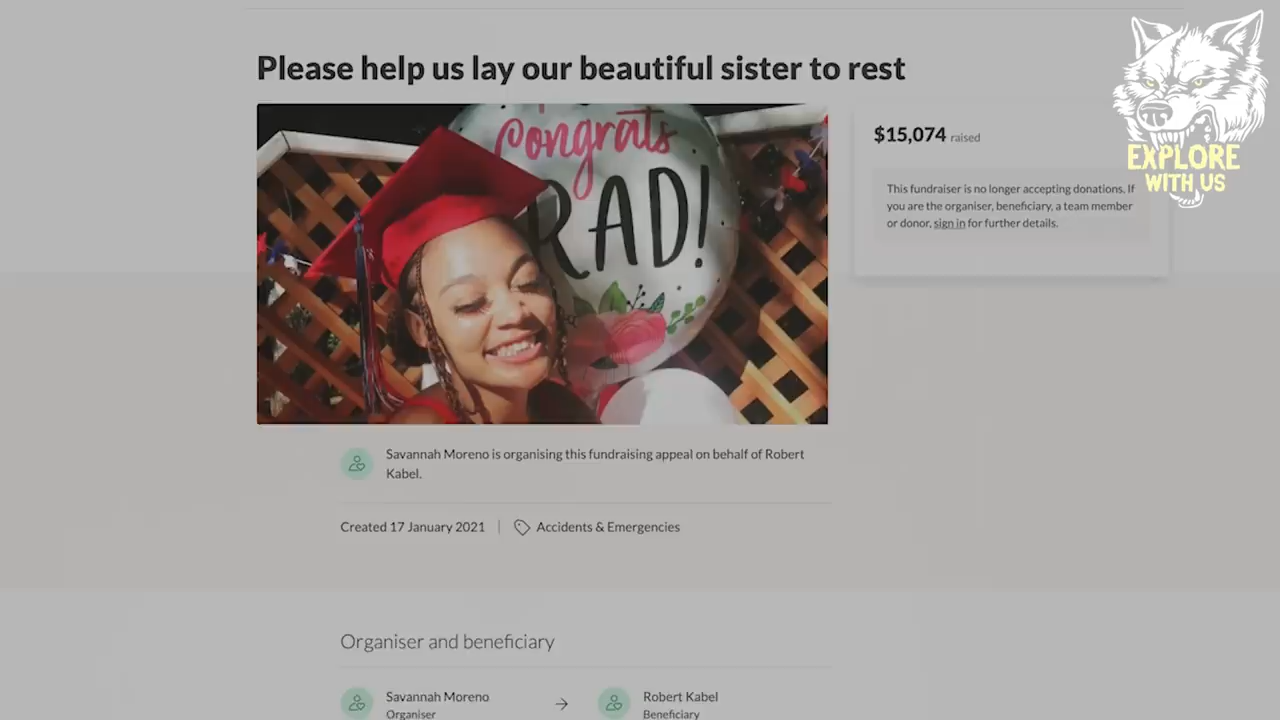 Please help us lay our beautiful sister to rest
Congrats
RAD!
$15,074 raised
This fundraiser is no longer accepting donations. If
you are the organiser, beneficiary, a team member
or donor, sign in for further details.
EXPLORE
WITH US
Savannah Moreno is organising this fundraising appeal on behalf of Robert
Kabel.
Created 17 January 2021 | Accidents & Emergencies
Organiser and beneficiary
Savannah Moreno
Organiser
Robert Kabel
Beneficiary